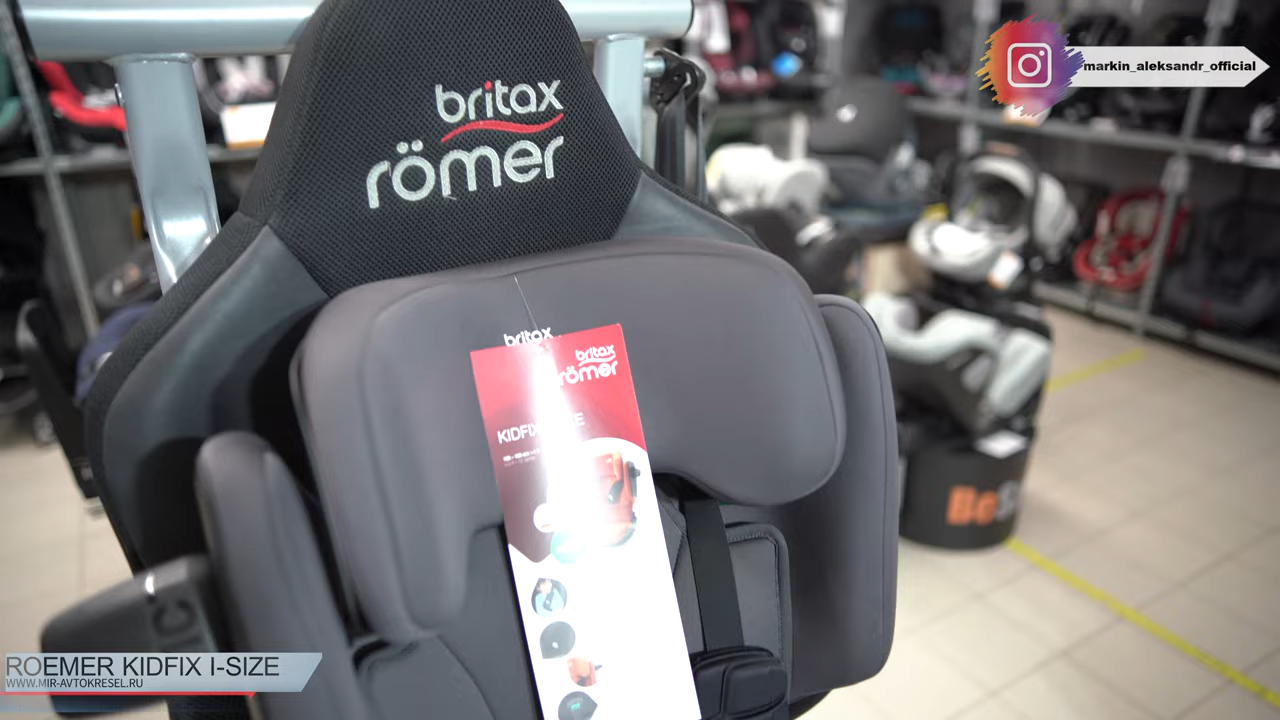 markin_aleksandr_official
britax
römer
britax
britax
römer
KIDFIX
ROEMER KIDFIX I-SIZE
WWW.MIR-AVTOKRESEL.RU